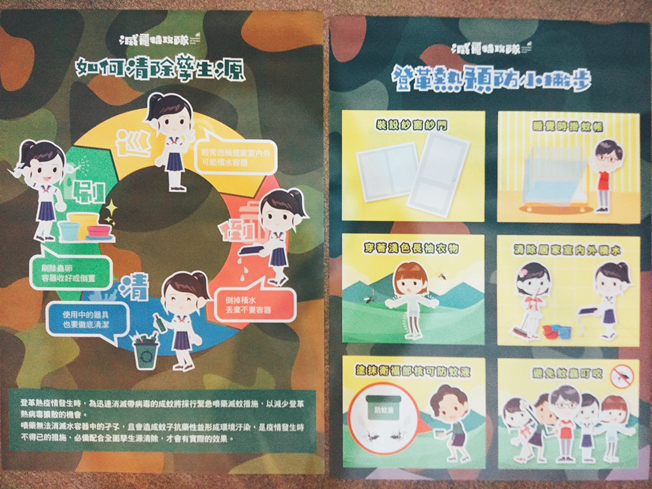 滅蚊特攻隊
如何清除孳生源
經常巡檢登革室內外
可能積水容器
巡
倒
倒掉積水
丟棄不要容器
清
使用中的器具
也要徹底清潔
刷
刷除蟲卵
容器收好或倒置
登革熱疫情發生時,為迅速消滅帶病毒的成蚊將採行緊急噴藥滅蚊措施,以減少登革
熱病毒擴散的機會。
噴藥無法消滅水容器中的孑孓,且會造成蚊子抗藥性並形成環境汙染,是疫情發生時
不得已的措施,必備配合全面孳生源清除,才會有實際的效果。
滅蚊特攻隊
登革熱預防小撇步
裝設紗窗紗門
睡覺時掛蚊帳
穿著淺色長袖衣物
清除居家室內外積水
塗抹衛福部核可防蚊液
防蚊液
避免蚊蟲叮咬